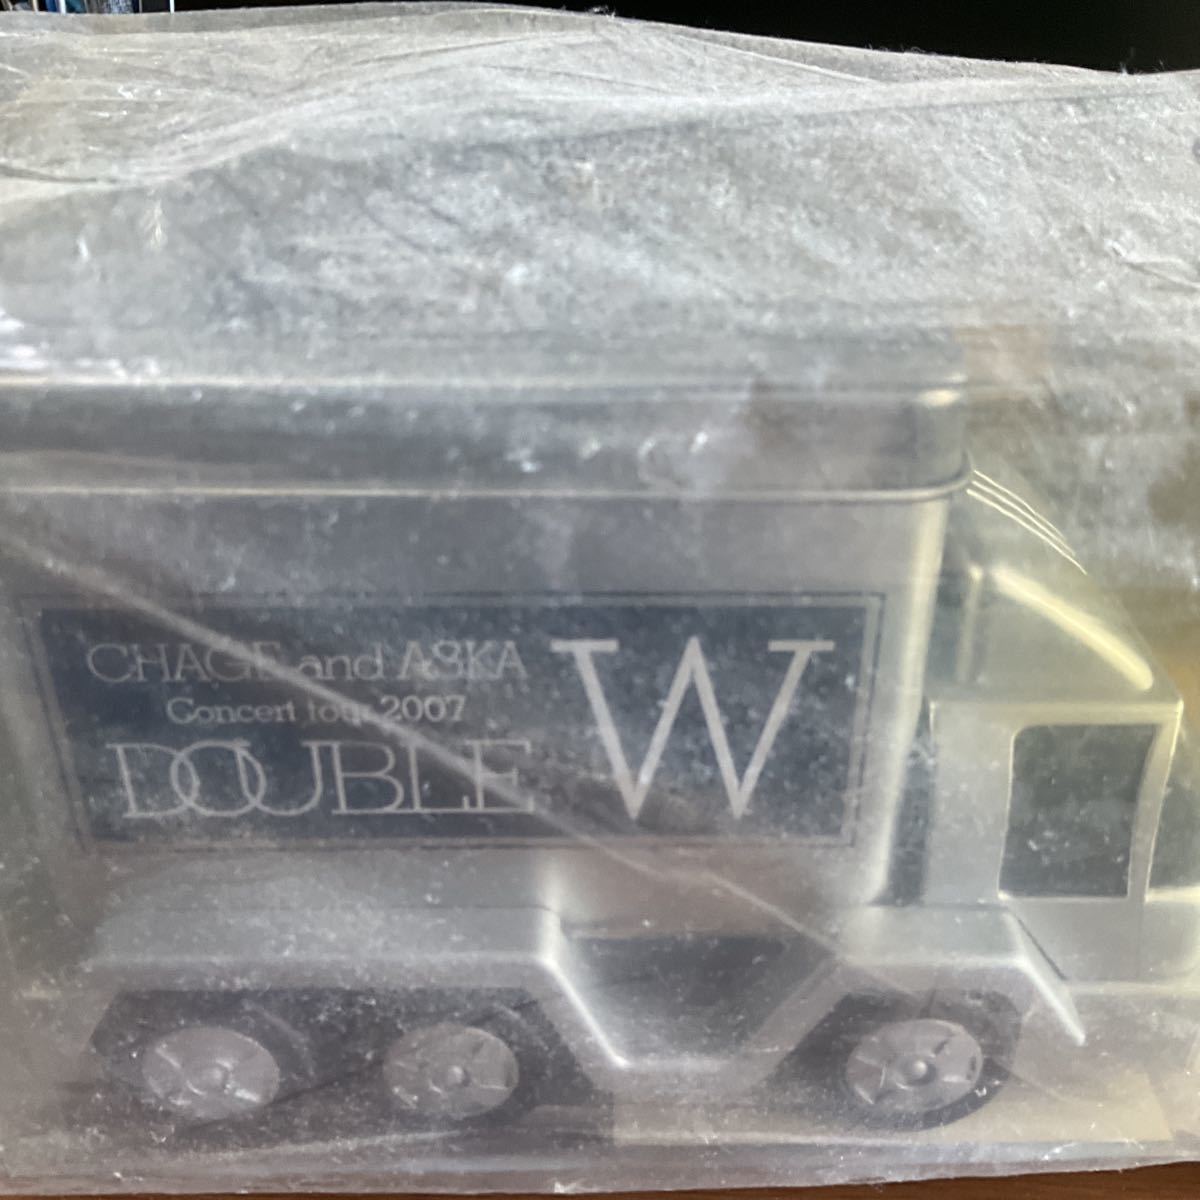 CHAGE and ASKA
Concert tour 2007
DOUBLE
W